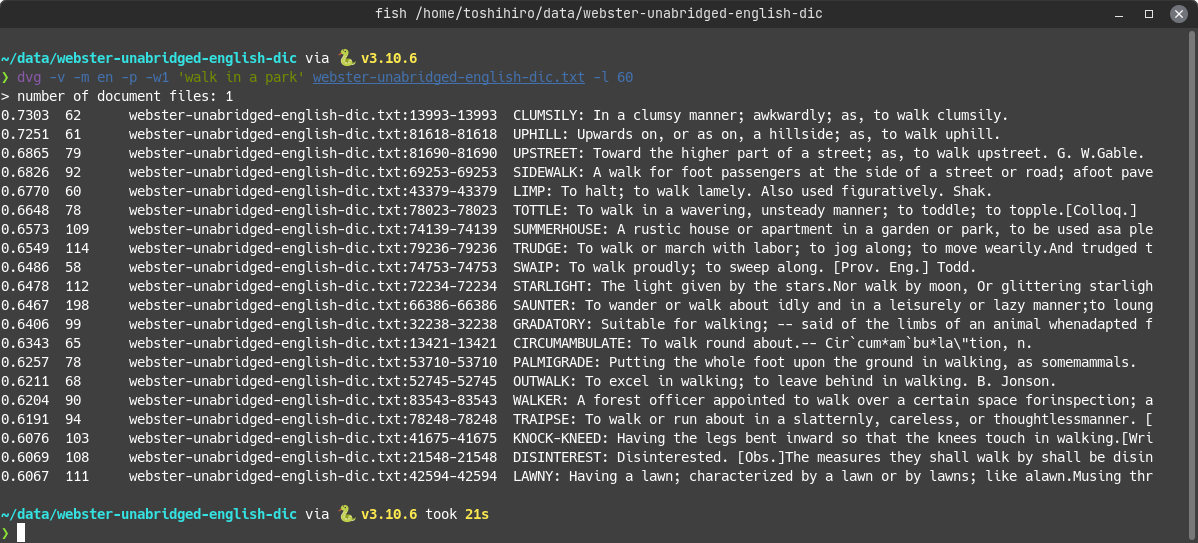 fish /home/toshihiro/data/webster-unabridged-english-dic
~/data/webster-unabridged-english-dic via 🐍 v3.10.6
❯ dvg -v -m en -p -w1 'walk in a park' webster-unabridged-english-dic.txt -l 60
> number of document files: 1
0.7303  62      webster-unabridged-english-dic.txt:13993-13993  CLUMSILY: In a clumsy manner; awkwardly; as, to walk clumsily.
0.7251  61      webster-unabridged-english-dic.txt:81618-81618  UPHILL: Upwards on, or as on, a hillside; as, to walk uphill.
0.6865  79      webster-unabridged-english-dic.txt:81690-81690  UPSTREET: Toward the higher part of a street; as, to walk upstreet. G. W.Gable.
0.6826  92      webster-unabridged-english-dic.txt:69253-69253  SIDEWALK: A walk for foot passengers at the side of a street or road; afoot pave
0.6770  60      webster-unabridged-english-dic.txt:43379-43379  LIMP: To halt; to walk lamely. Also used figuratively. Shak.
0.6648  78      webster-unabridged-english-dic.txt:78023-78023  TOTTLE: To walk in a wavering, unsteady manner; to toddle; to topple.[Colloq.]
0.6573  109     webster-unabridged-english-dic.txt:74139-74139  SUMMERHOUSE: A rustic house or apartment in a garden or park, to be used asa ple
0.6549  114     webster-unabridged-english-dic.txt:79236-79236  TRUDGE: To walk or march with labor; to jog along; to move wearily.And trudged t
0.6486  58      webster-unabridged-english-dic.txt:74753-74753  SWAIP: To walk proudly; to sweep along. [Prov. Eng.] Todd.
0.6478  112     webster-unabridged-english-dic.txt:72234-72234  STARLIGHT: The light given by the stars.Nor walk by moon, Or glittering starligh
0.6467  198     webster-unabridged-english-dic.txt:66386-66386  SAUNTER: To wander or walk about idly and in a leisurely or lazy manner;to loung
0.6406  99      webster-unabridged-english-dic.txt:32238-32238  GRADATORY: Suitable for walking; -- said of the limbs of an animal whenadapted f
0.6343  65      webster-unabridged-english-dic.txt:13421-13421  CIRCUMAMBULATE: To walk round about.-- Cir`cum*am`bu*la\"tion, n.
0.6257  78      webster-unabridged-english-dic.txt:53710-53710  PALMIGRADE: Putting the whole foot upon the ground in walking, as somemammals.
0.6211  68      webster-unabridged-english-dic.txt:52745-52745  OUTWALK: To excel in walking; to leave behind in walking. B. Jonson.
0.6204  90      webster-unabridged-english-dic.txt:83543-83543  WALKER: A forest officer appointed to walk over a certain space forinspection; a
0.6191  94      webster-unabridged-english-dic.txt:78248-78248  TRAIPSE: To walk or run about in a slatternly, careless, or thoughtlessmanner. [
0.6076  103     webster-unabridged-english-dic.txt:41675-41675  KNOCK-KNEED: Having the legs bent inward so that the knees touch in walking.[Wri
0.6069  108     webster-unabridged-english-dic.txt:21548-21548  DISINTEREST: Disinterested. [Obs.]The measures they shall walk by shall be disin
0.6067  111     webster-unabridged-english-dic.txt:42594-42594  LAWNY: Having a lawn; characterized by a lawn or by lawns; like alawn.Musing thr
~/data/webster-unabridged-english-dic via 🐍 v3.10.6 took 21s
❯